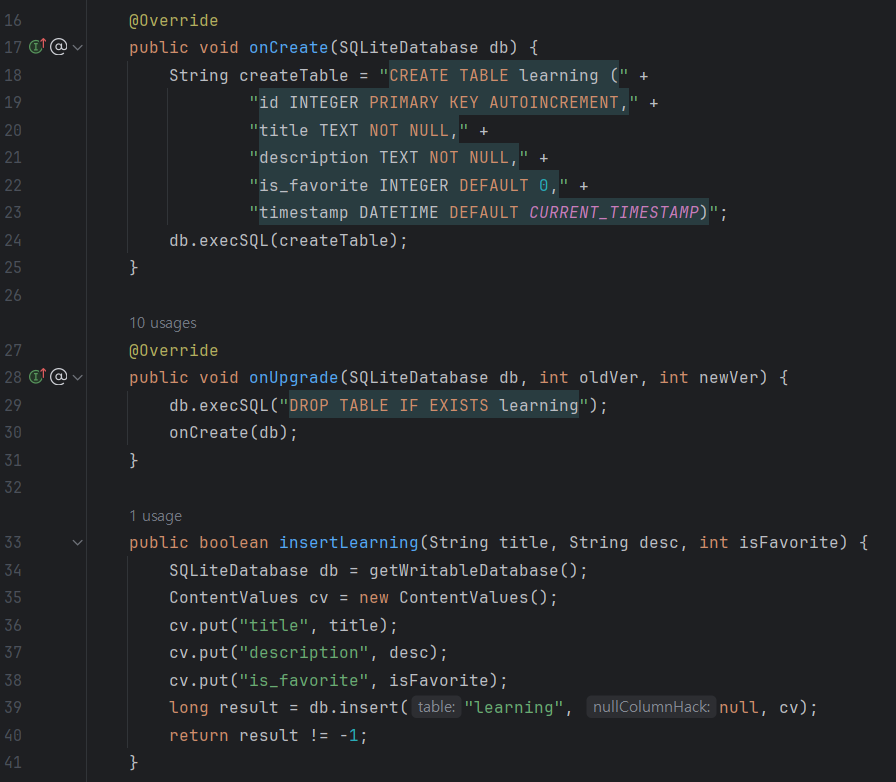 16 @Override
17 public void onCreate(SQLiteDatabase db) {
18 String createTable = "CREATE TABLE learning (" +
19 "id INTEGER PRIMARY KEY AUTOINCREMENT," +
20 "title TEXT NOT NULL," +
21 "description TEXT NOT NULL," +
22 "is_favorite INTEGER DEFAULT 0," +
23 "timestamp DATETIME DEFAULT CURRENT_TIMESTAMP)";
24 db.execSQL(createTable);
25 }
26
10 usages
27 @Override
28 public void onUpgrade(SQLiteDatabase db, int oldVer, int newVer) {
29 db.execSQL("DROP TABLE IF EXISTS learning");
30 onCreate(db);
31 }
32
1 usage
33 public boolean insertLearning(String title, String desc, int isFavorite) {
34 SQLiteDatabase db = getWritableDatabase();
35 ContentValues cv = new ContentValues();
36 cv.put("title", title);
37 cv.put("description", desc);
38 cv.put("is_favorite", isFavorite);
39 long result = db.insert( table: "learning", nullColumnHack: null, cv);
40 return result != -1;
41 }